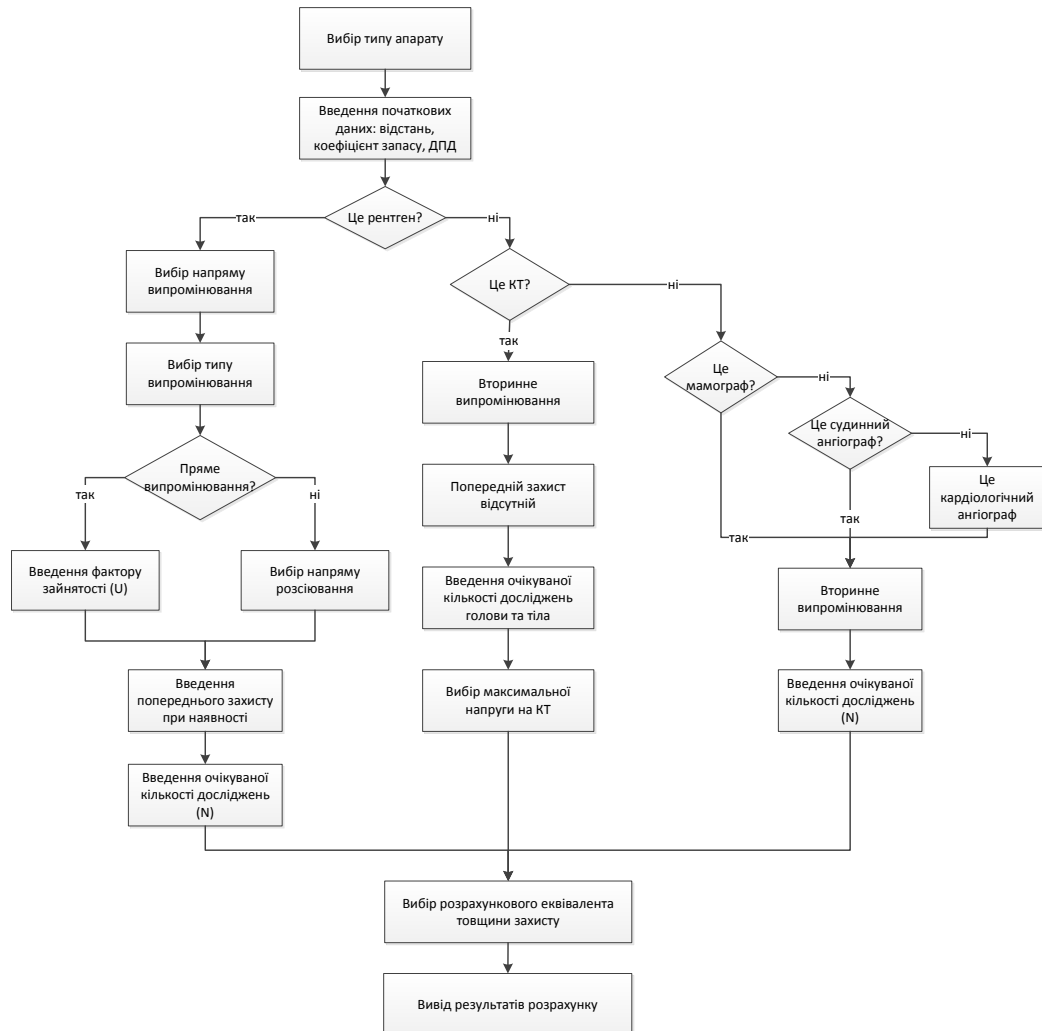 Вибір типу апарату
Введення початкових
даних: відстань,
коефіцієнт запасу, ДПД
Це рентген?
так
ні
Вибір напряму
випромінювання
Це КТ?
ні
так
Вибір типу
випромінювання
Це
мамограф?
ні
Вторинне
випромінювання
Це судинний
ангіограф?
ні
Пряме
випромінювання?
так
ні
Попередній захист
відсутній
Це
кардіологічний
ангіограф
так
так
Введення фактору
зайнятості (U)
Вибір напряму
розсіювання
Введення очікуваної
кількості досліджень
голови та тіла
Вторинне
випромінювання
Введення
попереднього захисту
при наявності
Вибір максимальної
напруги на КТ
Введення очікуваної
кількості досліджень
(N)
Введення очікуваної
кількості досліджень
(N)
Вибір розрахункового еквівалента
товщини захисту
Вивід результатів розрахунку